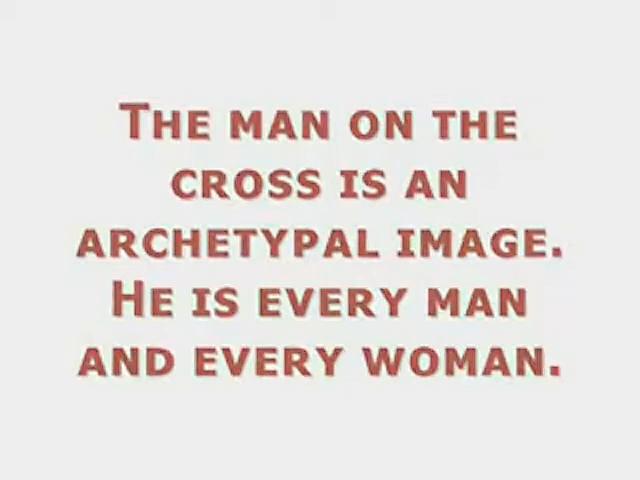 The man on the
cross is an
archetypal image.
He is every man
and every woman.